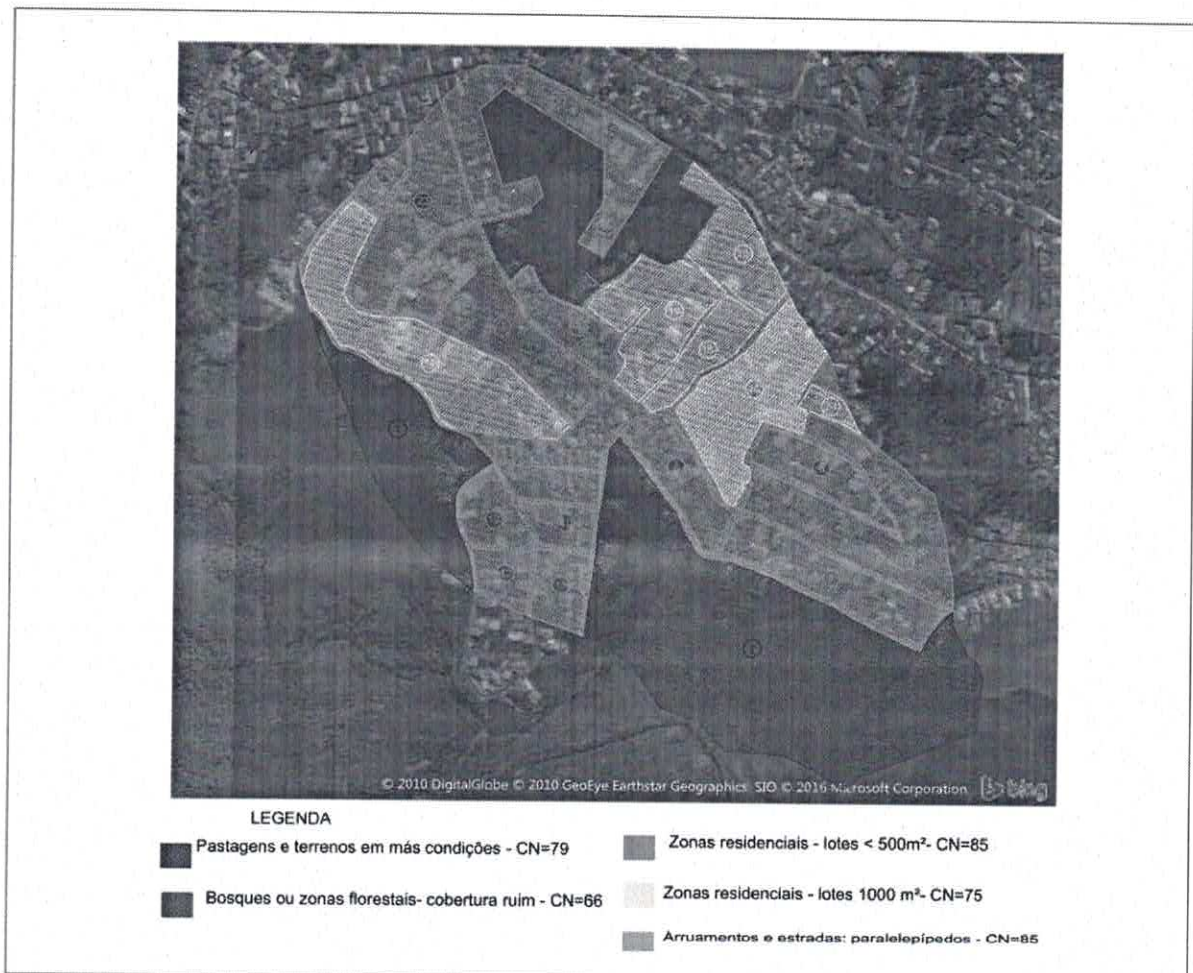 © 2010 DigitalGlobe © 2010 GeoEye Earthstar Geographics SIO © 2016 Microsoft Corporation bing
LEGENDA
Pastagens e terrenos em más condições - CN=79
Bosques ou zonas florestais- cobertura ruim - CN=66
Zonas residenciais - lotes < 500m²- CN=85
Zonas residenciais - lotes 1000 m²- CN=75
Arruamentos e estradas: paralelepípedos - CN=85